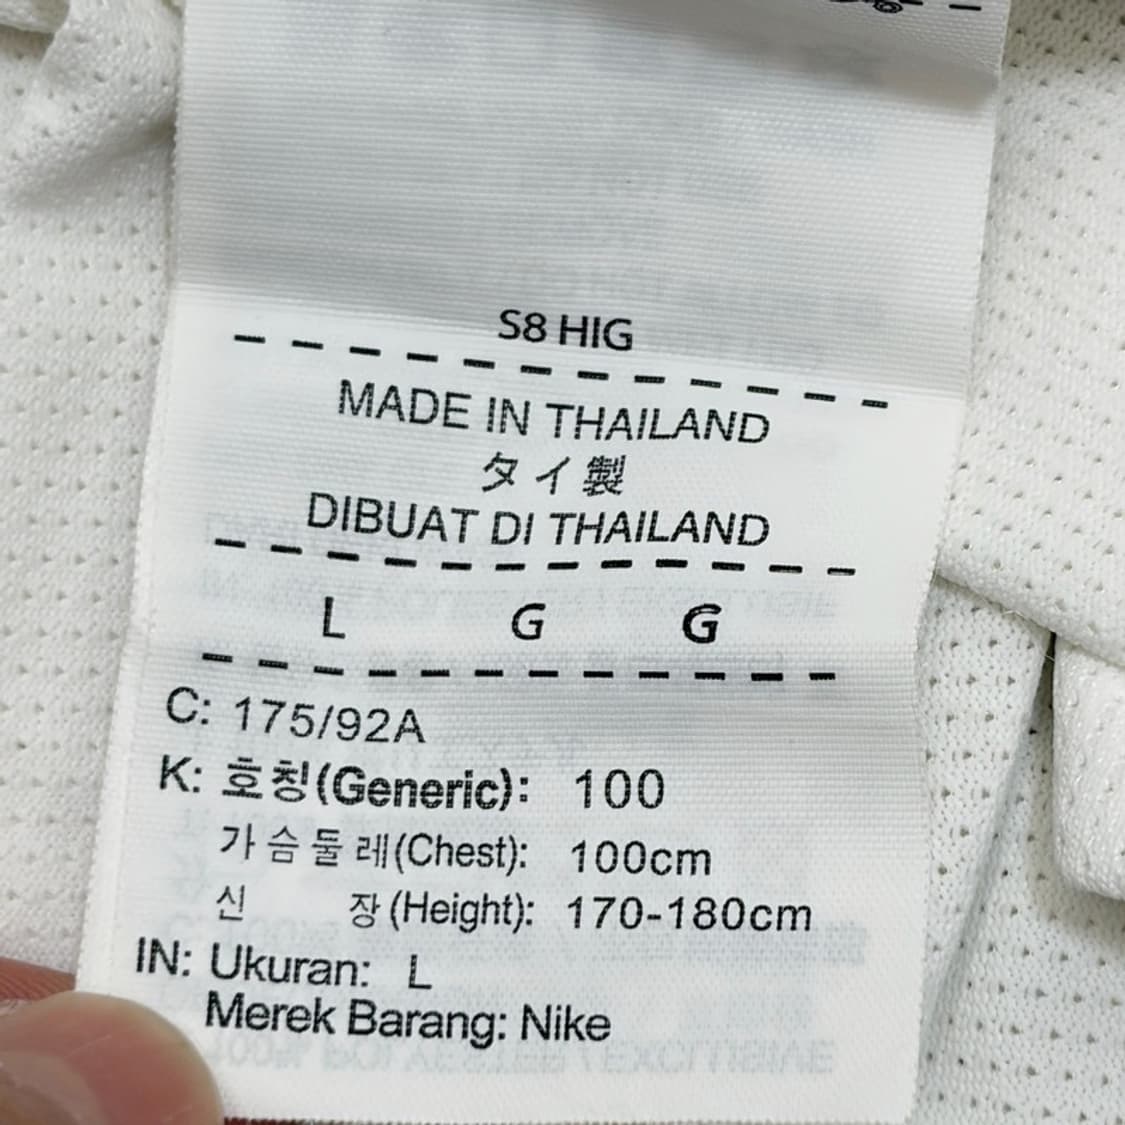 S8 HIG
MADE IN THAILAND
タイ製
DIBUAT DI THAILAND
L G G
C: 175/92A
K: 호칭(Generic): 100
가슴둘레(Chest): 100cm
신 장(Height): 170-180cm
IN: Ukuran: L
Merek Barang: Nike